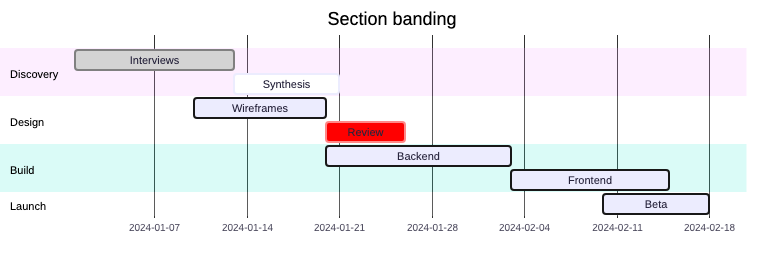 Section banding
Interviews
Discovery
Synthesis
Wireframes
Design
Review
Backend
Build
Frontend
Beta
Launch
2024-01-07 2024-01-14 2024-01-21 2024-01-28 2024-02-04 2024-02-11 2024-02-18